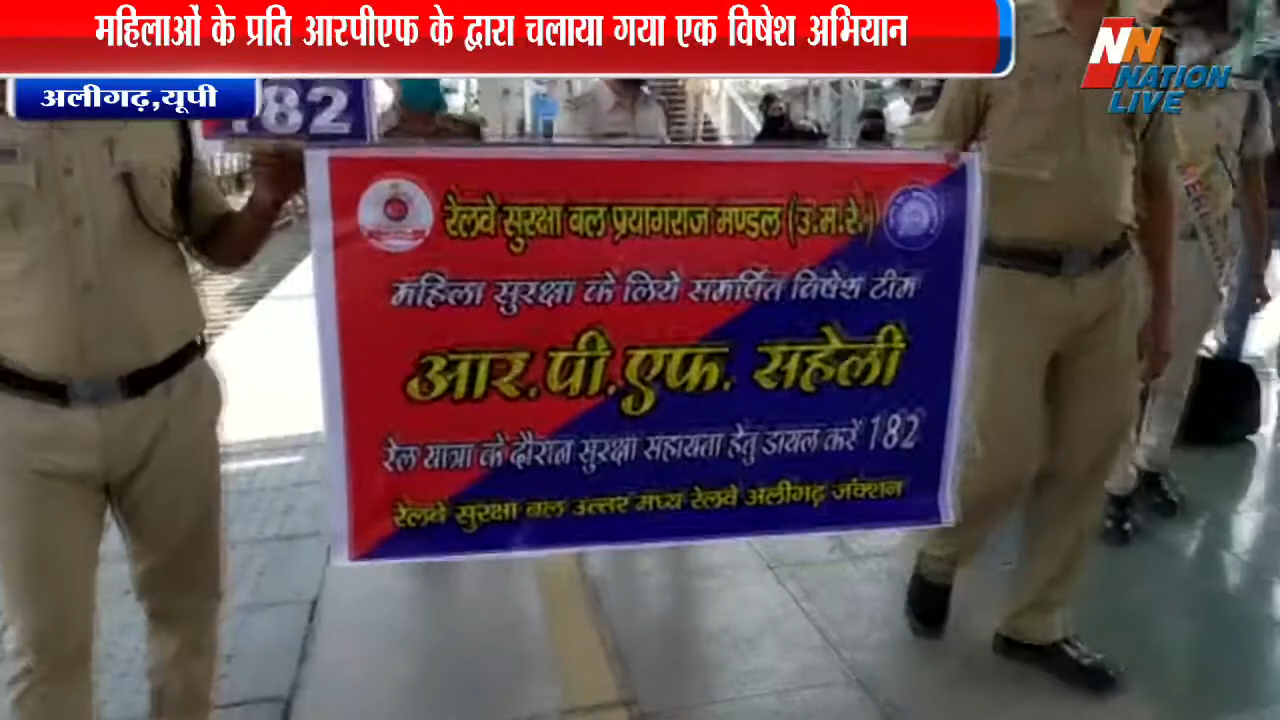 महिलाओं के प्रति आरपीएफ के द्वारा चलाया गया एक विषेश अभियान
NN
NATION
LIVE
अलीगढ़,यूपी
182
रेलवे सुरक्षा बल प्रयागराज मण्डल (उ.म.रे.)
महिला सुरक्षा के लिये समर्पित विषेश टीम
आर.पी.एफ. सहेली
रेल यात्रा के दौरान सुरक्षा सहायता हेतु डायल करें 182
रेलवे सुरक्षा बल उत्तर मध्य रेलवे अलीगढ़ जंक्शन